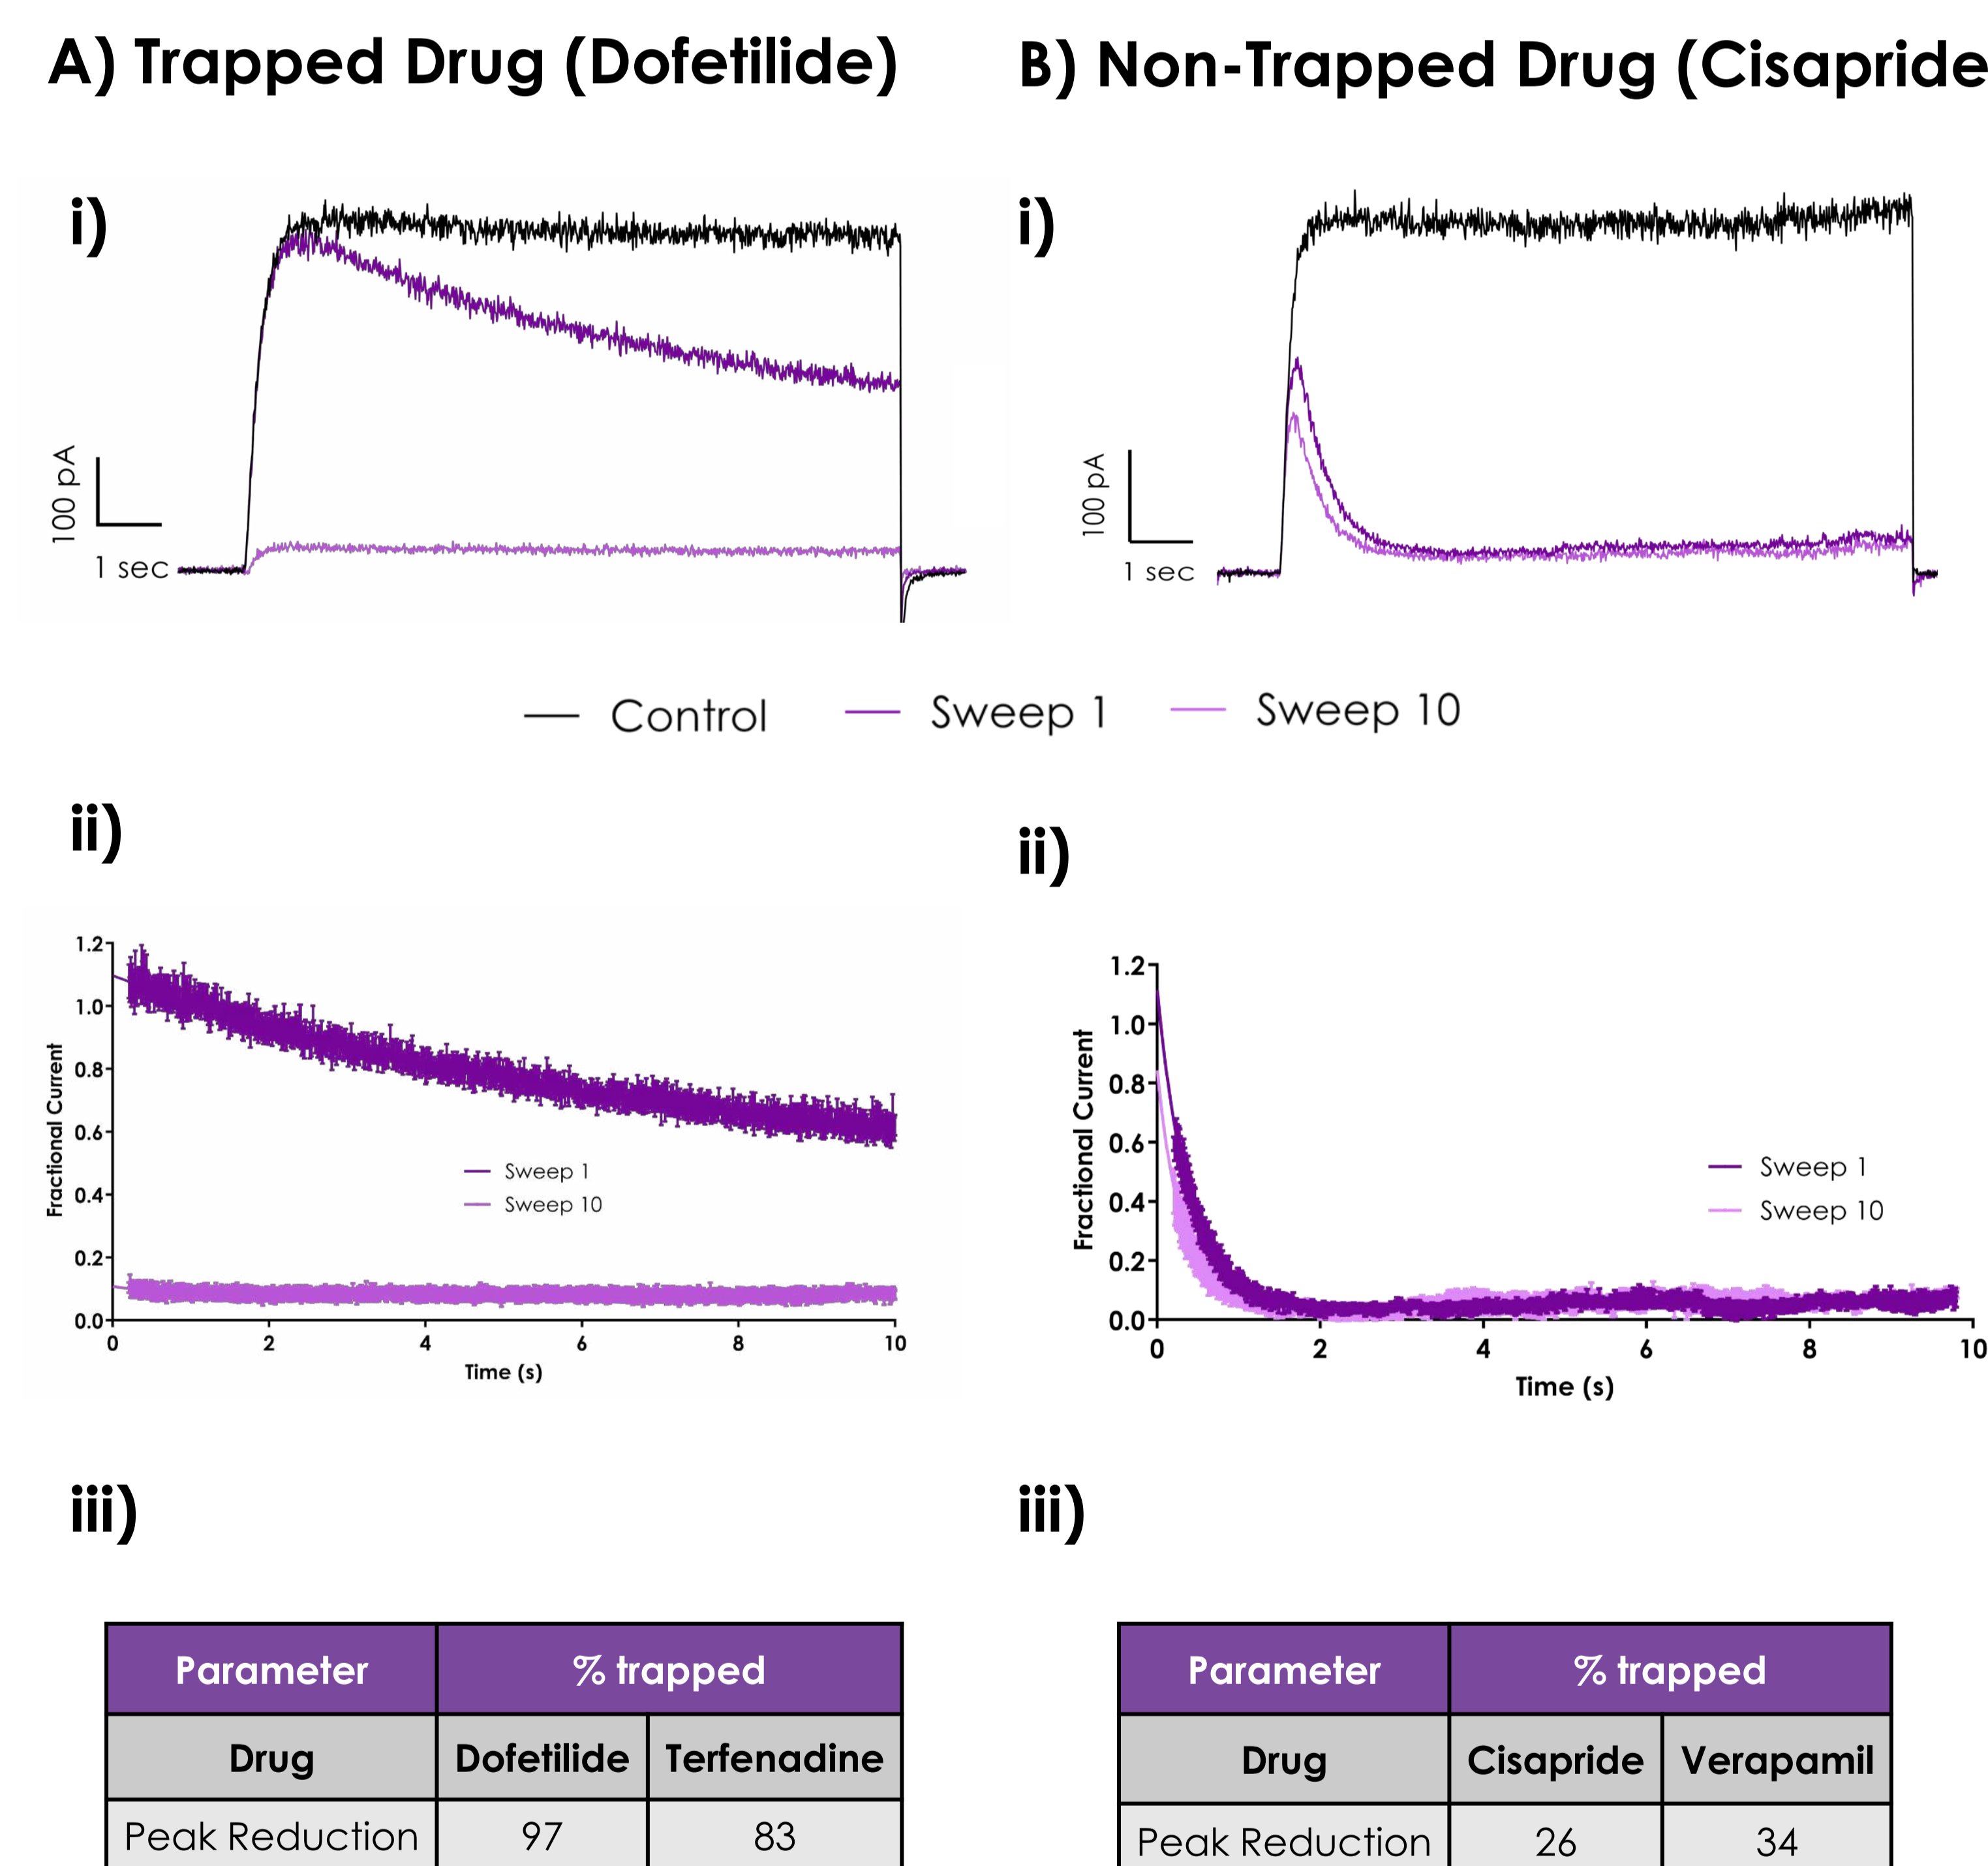 A) Trapped Drug (Dofetilide)
B) Non-Trapped Drug (Cisapride
i)
100 pA
1 sec
i)
100 pA
1 sec
Control
Sweep 1
Sweep 10
ii)
1.2
1.0
0.8
0.6
0.4
0.2
0.0
Fractional Current
Sweep 1
Sweep 10
0 2 4 6 8 10
Time (s)
ii)
1.2
1.0
0.8
0.6
0.4
0.2
0.0
Fractional Current
Sweep 1
Sweep 10
0 2 4 6 8 10
Time (s)
iii)
Parameter % trapped
Drug Dofetilide Terfenadine
Peak Reduction 97 83
iii)
Parameter % trapped
Drug Cisapride Verapamil
Peak Reduction 26 34